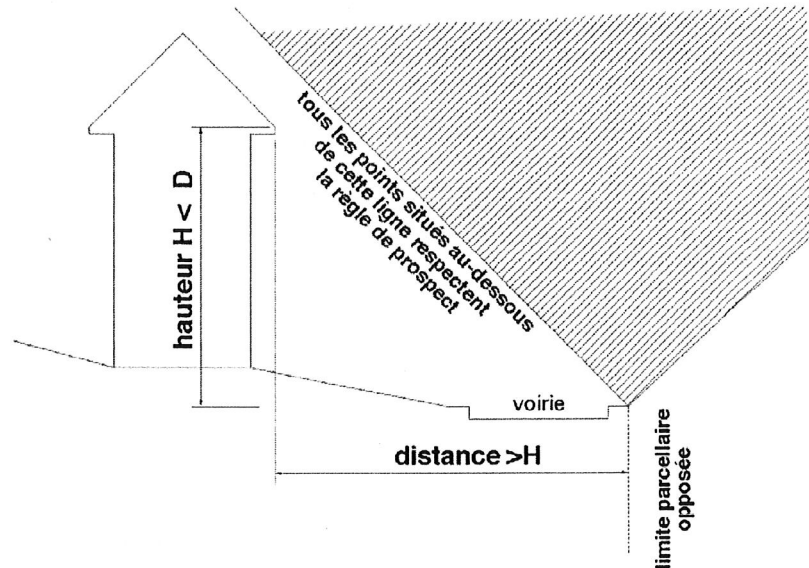 hauteur H < D
tous les points situés au-dessous
de cette ligne respectent
la règle de prospect
voirie
distance >H
limite parcellaire
opposée